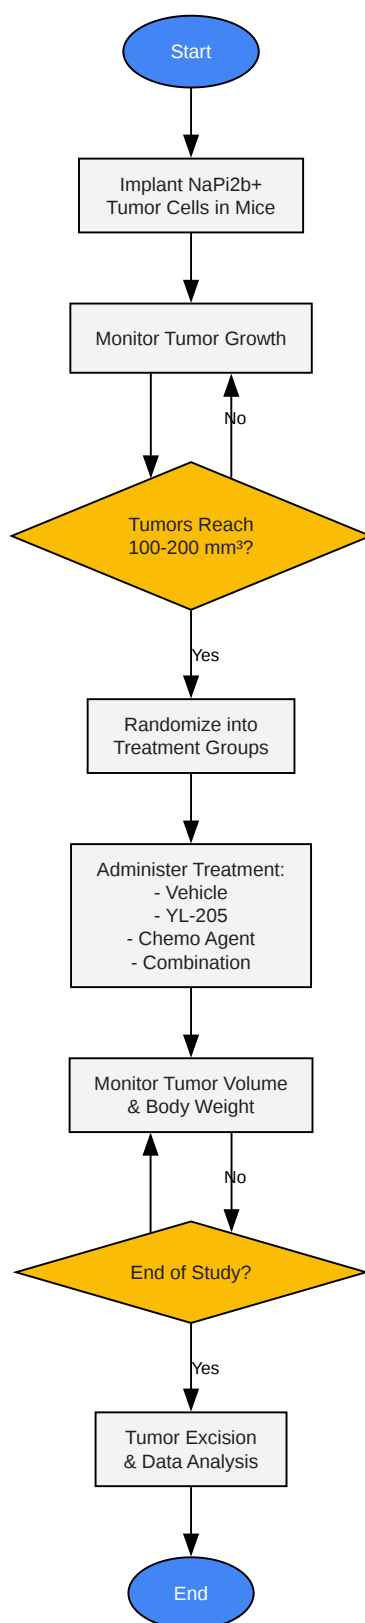 Start
Implant NaPi2b+
Tumor Cells in Mice
Monitor Tumor Growth
No
Tumors Reach
100-200 mm³?
Yes
Randomize into
Treatment Groups
Administer Treatment:
- Vehicle
- YL-205
- Chemo Agent
- Combination
Monitor Tumor Volume
& Body Weight
No
End of Study?
Yes
Tumor Excision
& Data Analysis
End